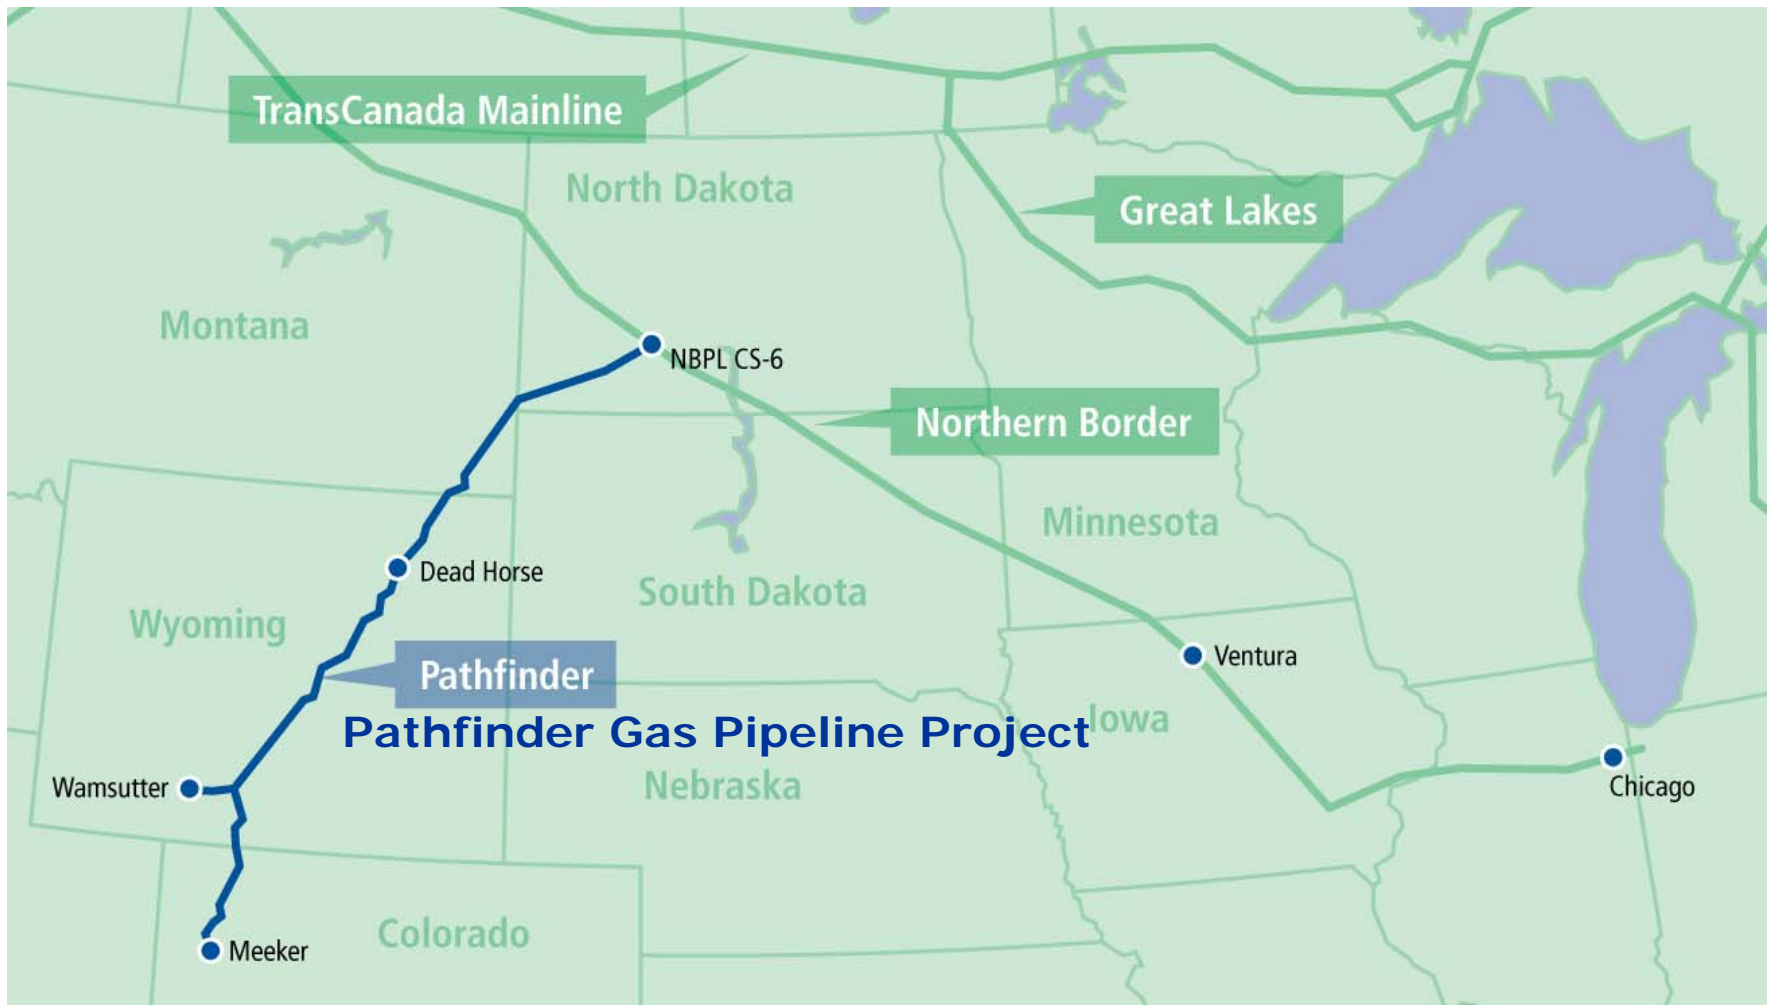 TransCanada Mainline
North Dakota
Great Lakes
Montana
NBPL CS-6
Northern Border
Minnesota
Dead Horse
South Dakota
Wyoming
Ventura
Pathfinder
Pathfinder Gas Pipeline Project
Iowa
Wamsutter
Nebraska
Chicago
Colorado
Meeker